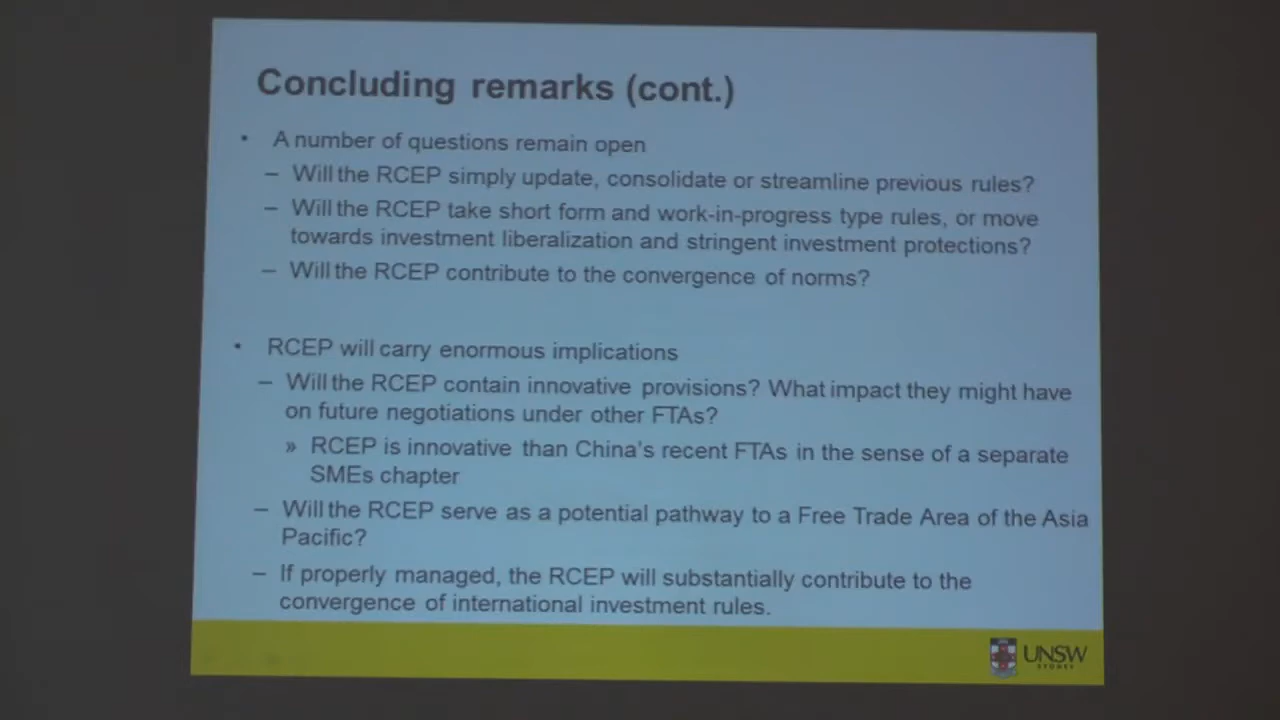 Concluding remarks (cont.)
• A number of questions remain open
– Will the RCEP simply update, consolidate or streamline previous rules?
– Will the RCEP take short form and work-in-progress type rules, or move
towards investment liberalization and stringent investment protections?
– Will the RCEP contribute to the convergence of norms?
• RCEP will carry enormous implications
– Will the RCEP contain innovative provisions? What impact they might have
on future negotiations under other FTAs?
» RCEP is innovative than China's recent FTAs in the sense of a separate
SMEs chapter
– Will the RCEP serve as a potential pathway to a Free Trade Area of the Asia
Pacific?
– If properly managed, the RCEP will substantially contribute to the
convergence of international investment rules.
UNSW
SYDNEY